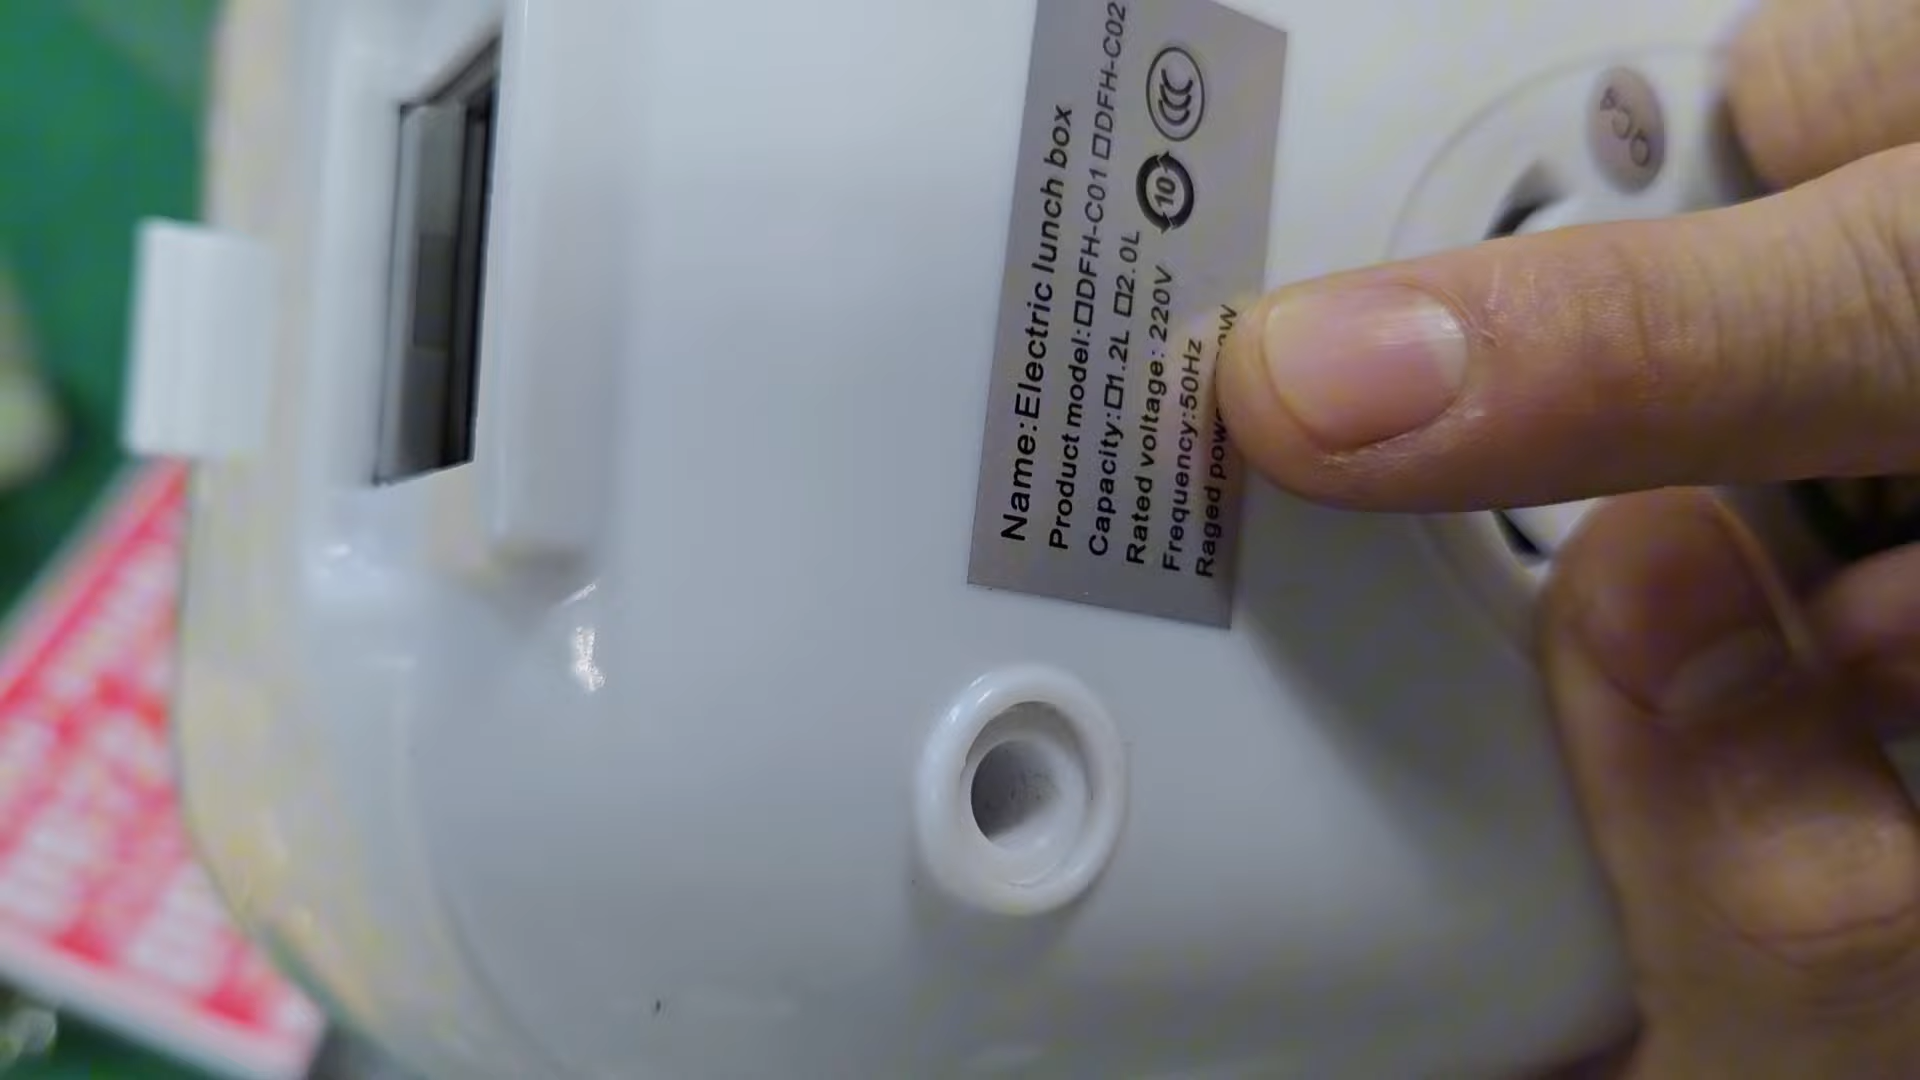 Name:Electric lunch box
Product model:□DFH-C01 □DFH-C02
Capacity:□1.2L □2.0L
Rated voltage: 220V
Frequency:50Hz
Raged
10